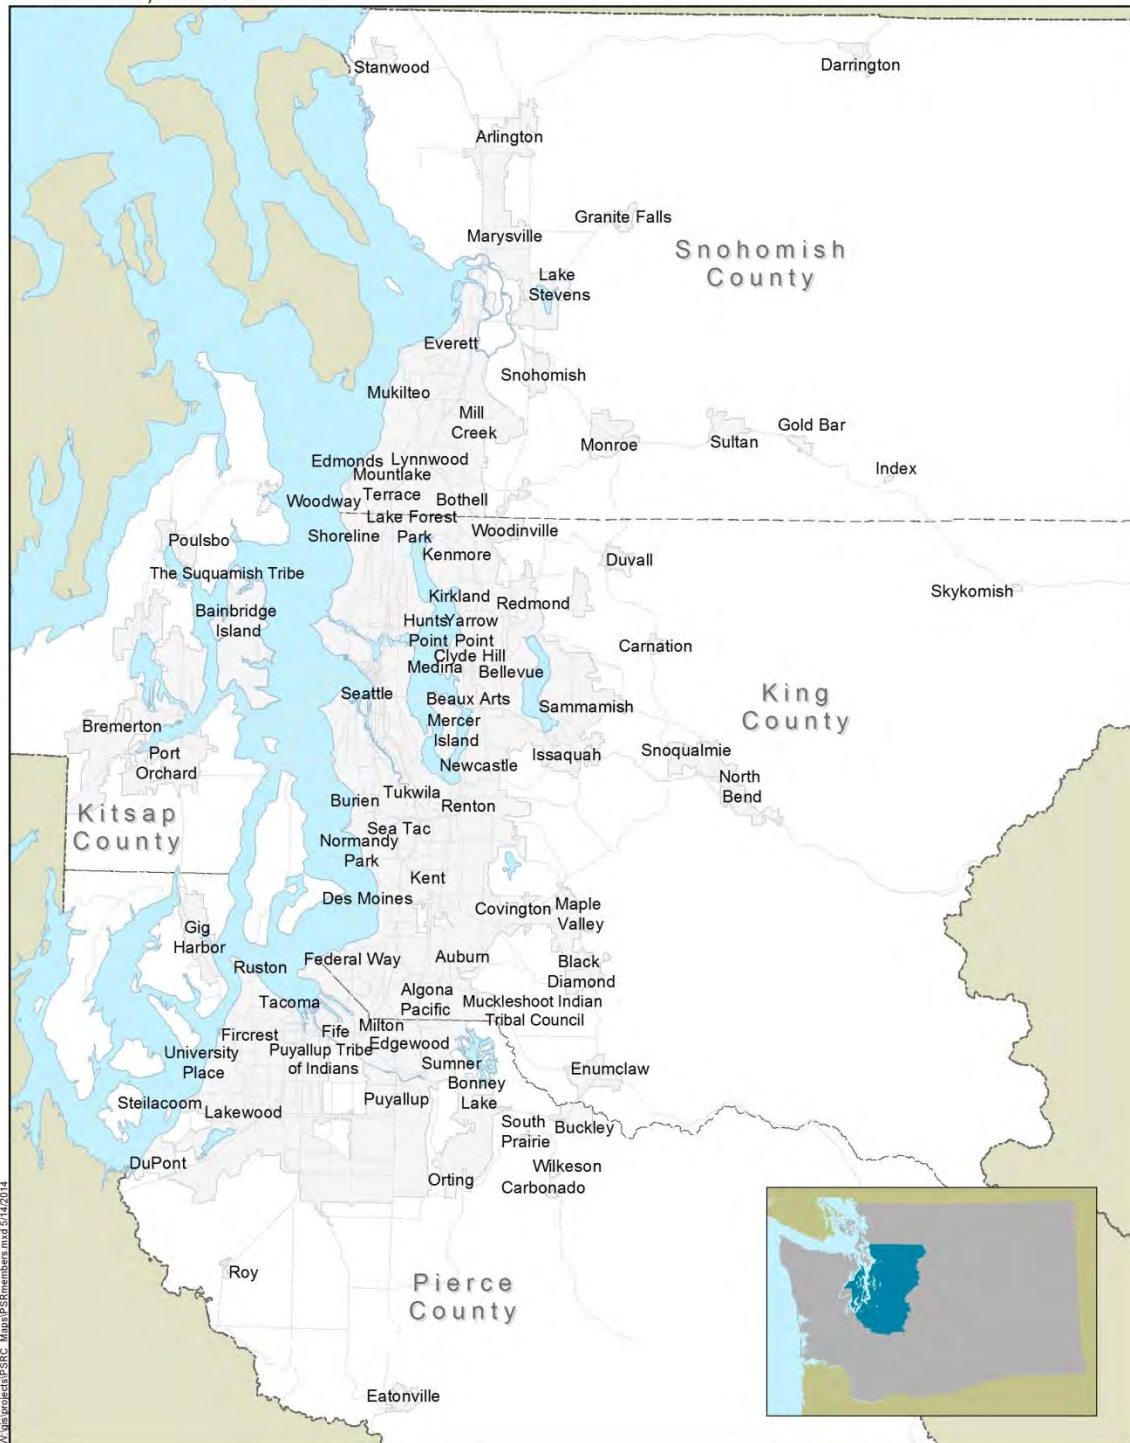 Stanwood
Darrington
Arlington
Granite Falls
Marysville
Snohomish
County
Lake
Stevens
Everett
Snohomish
Mukilteo
Mill
Creek
Monroe
Sultan
Gold Bar
Index
Edmonds
Lynnwood
Mountlake
Terrace
Woodway
Bothell
Lake Forest
Park
Shoreline
Woodinville
Kenmore
Poulsbo
Duvall
The Suquamish Tribe
Skykomish
Kirkland
Redmond
Bainbridge
Island
Hunts
Point
Yarrow
Point
Carnation
Clyde Hill
Medina
Bellevue
Seattle
Beaux Arts
Sammamish
King
County
Mercer
Island
Bremerton
Port
Orchard
Issaquah
Snoqualmie
North
Bend
Newcastle
Kitsap
County
Tukwila
Burien
Renton
Sea Tac
Normandy
Park
Kent
Des Moines
Covington
Maple
Valley
Gig
Harbor
Ruston
Federal Way
Auburn
Black
Diamond
Algona
Pacific
Muckleshoot Indian
Tribal Council
Tacoma
Fife
Milton
Fircrest
Edgewood
University
Place
Puyallup Tribe
of Indians
Sumner
Enumclaw
Bonney
Lake
Steilacoom
Lakewood
Puyallup
South
Prairie
Buckley
DuPont
Wilkeson
Orting
Carbonado
Roy
Pierce
County
Eatonville